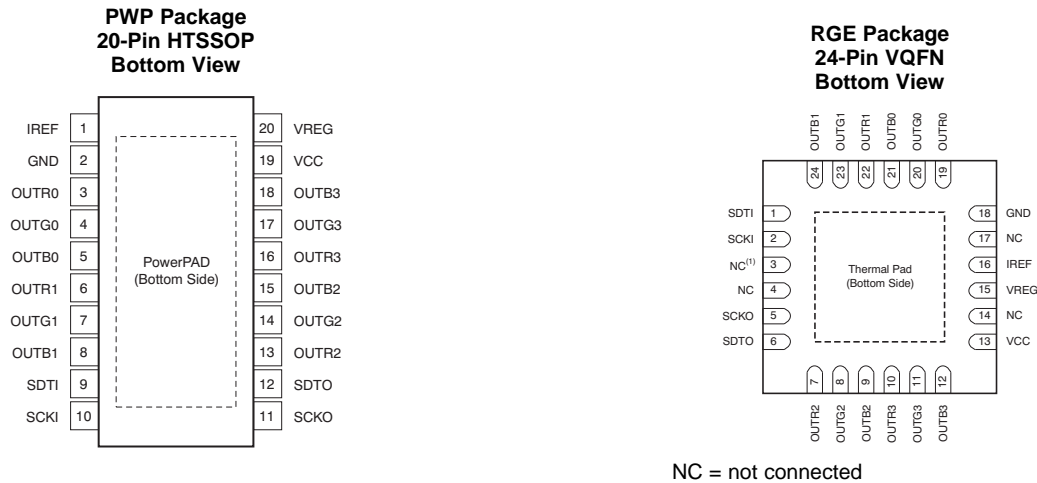 PWP Package
20-Pin HTSSOP
Bottom View
IREF 1 20 VREG
GND 2 19 VCC
OUTR0 3 18 OUTB3
OUTG0 4 17 OUTG3
OUTB0 5 16 OUTR3
OUTR1 6 15 OUTB2
OUTG1 7 14 OUTG2
OUTB1 8 13 OUTR2
SDTI 9 12 SDTO
SCKI 10 11 SCKO
PowerPAD
(Bottom Side)
RGE Package
24-Pin VQFN
Bottom View
OUTB1 OUTG1 OUTR1 OUTB0 OUTG0 OUTR0
24 23 22 21 20 19
SDTI 1 18 GND
SCKI 2 17 NC
NC(1) 3 16 IREF
NC 4 15 VREG
SCKO 5 14 NC
SDTO 6 13 VCC
Thermal Pad
(Bottom Side)
7 8 9 10 11 12
OUTR2 OUTG2 OUTB2 OUTR3 OUTG3 OUTB3
NC = not connected